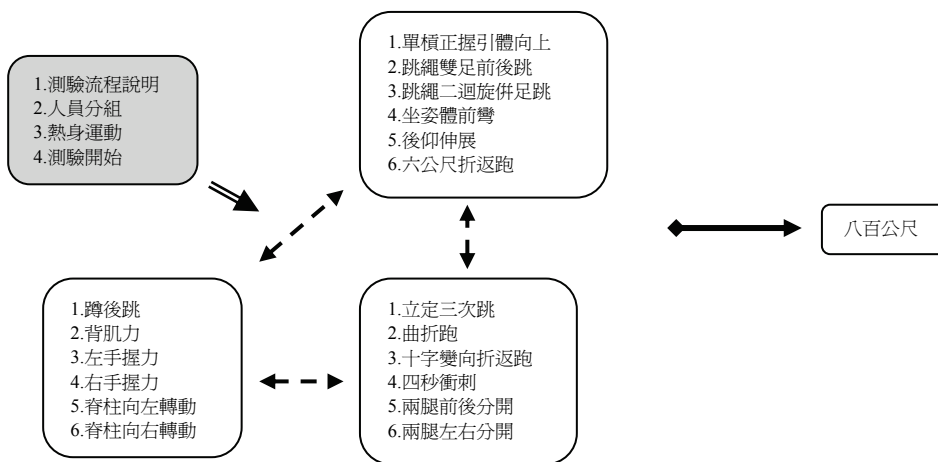 1.測驗流程說明
2.人員分組
3.熱身運動
4.測驗開始
1.單槓正握引體向上
2.跳繩雙足前後跳
3.跳繩二迴旋併足跳
4.坐姿體前彎
5.後仰伸展
6.六公尺折返跑
八百公尺
1.蹲後跳
2.背肌力
3.左手握力
4.右手握力
5.脊柱向左轉動
6.脊柱向右轉動
1.立定三次跳
2.曲折跑
3.十字變向折返跑
4.四秒衝刺
5.兩腿前後分開
6.兩腿左右分開